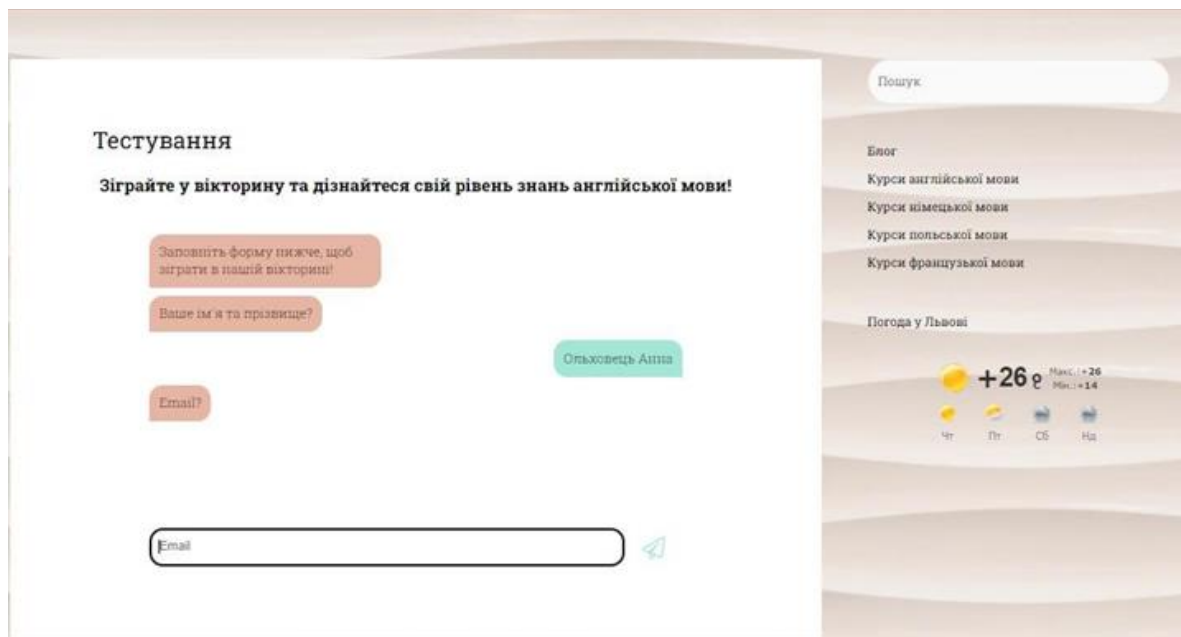 Тестування
Зіграйте у вікторину та дізнайтеся свій рівень знань англійської мови!
Заповніть форму нижче, щоб
зіграти в нашій вікторині!
Ваше ім'я та прізвище?
Ольховець Анна
Email?
Email
Пошук
Блог
Курси англійської мови
Курси німецької мови
Курси польської мови
Курси французької мови
Погода у Львові
+26
Макс.:+26
Мін.:+14
Чт Пт Сб Нд